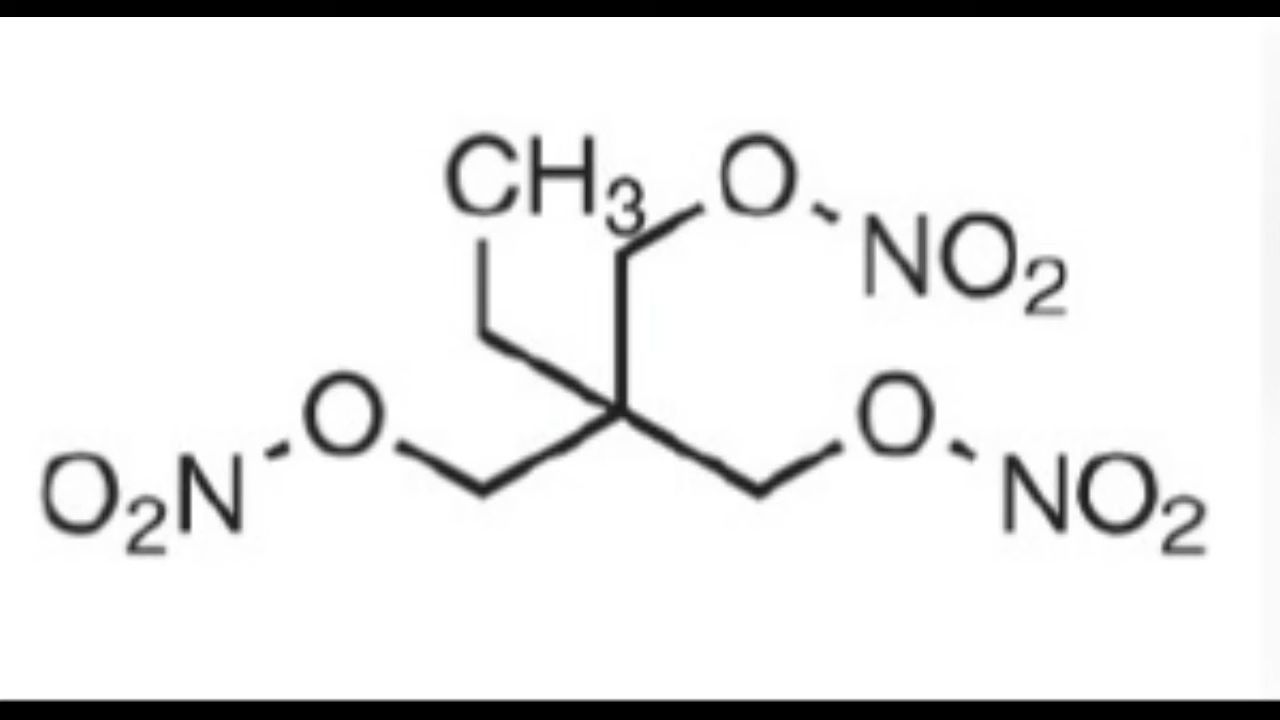 CH₃ O
NO₂
O O
O₂N NO₂